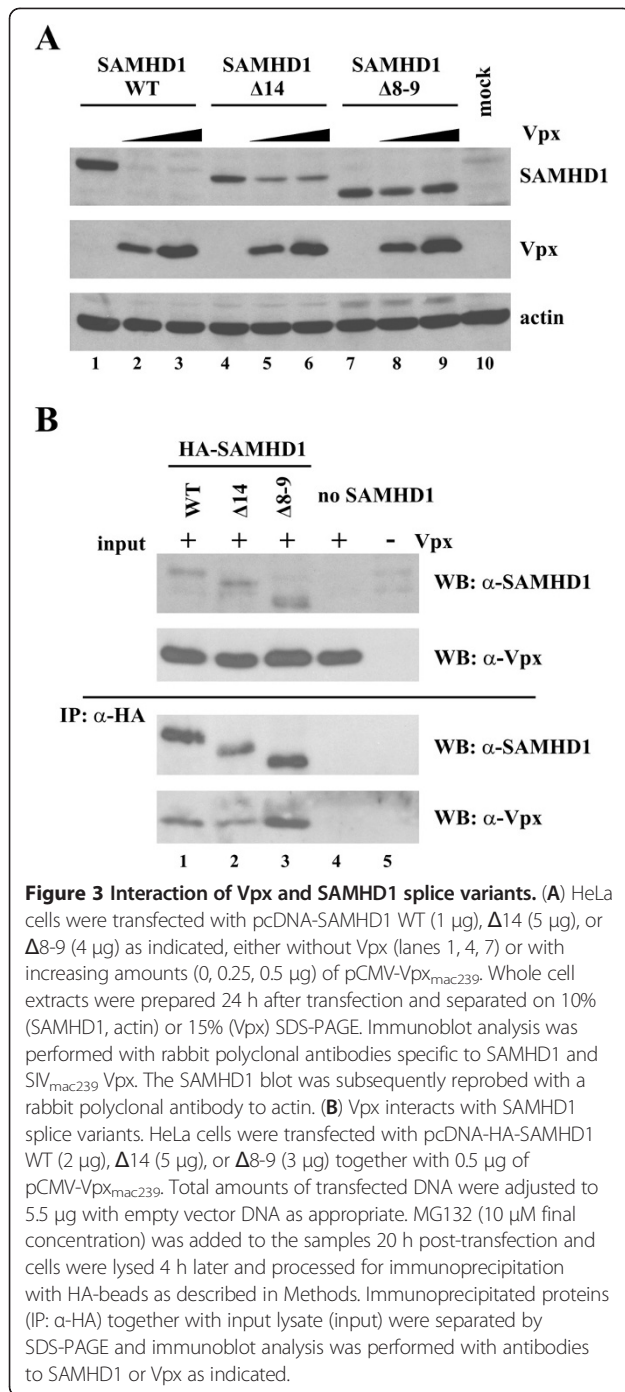 A
SAMHD1 WT SAMHD1 Δ14 SAMHD1 Δ8-9 mock
Vpx
SAMHD1
Vpx
actin
1 2 3 4 5 6 7 8 9 10
B
HA-SAMHD1
WT Δ14 Δ8-9 no SAMHD1
input + + + + - Vpx
WB: α-SAMHD1
WB: α-Vpx
IP: α-HA
WB: α-SAMHD1
WB: α-Vpx
1 2 3 4 5
Figure 3 Interaction of Vpx and SAMHD1 splice variants. (A) HeLa
cells were transfected with pcDNA-SAMHD1 WT (1 μg), Δ14 (5 μg), or
Δ8-9 (4 μg) as indicated, either without Vpx (lanes 1, 4, 7) or with
increasing amounts (0, 0.25, 0.5 μg) of pCMV-Vpxmac239. Whole cell
extracts were prepared 24 h after transfection and separated on 10%
(SAMHD1, actin) or 15% (Vpx) SDS-PAGE. Immunoblot analysis was
performed with rabbit polyclonal antibodies specific to SAMHD1 and
SIVmac239 Vpx. The SAMHD1 blot was subsequently reprobed with a
rabbit polyclonal antibody to actin. (B) Vpx interacts with SAMHD1
splice variants. HeLa cells were transfected with pcDNA-HA-SAMHD1
WT (2 μg), Δ14 (5 μg), or Δ8-9 (3 μg) together with 0.5 μg of
pCMV-Vpxmac239. Total amounts of transfected DNA were adjusted to
5.5 μg with empty vector DNA as appropriate. MG132 (10 μM final
concentration) was added to the samples 20 h post-transfection and
cells were lysed 4 h later and processed for immunoprecipitation
with HA-beads as described in Methods. Immunoprecipitated proteins
(IP: α-HA) together with input lysate (input) were separated by
SDS-PAGE and immunoblot analysis was performed with antibodies
to SAMHD1 or Vpx as indicated.